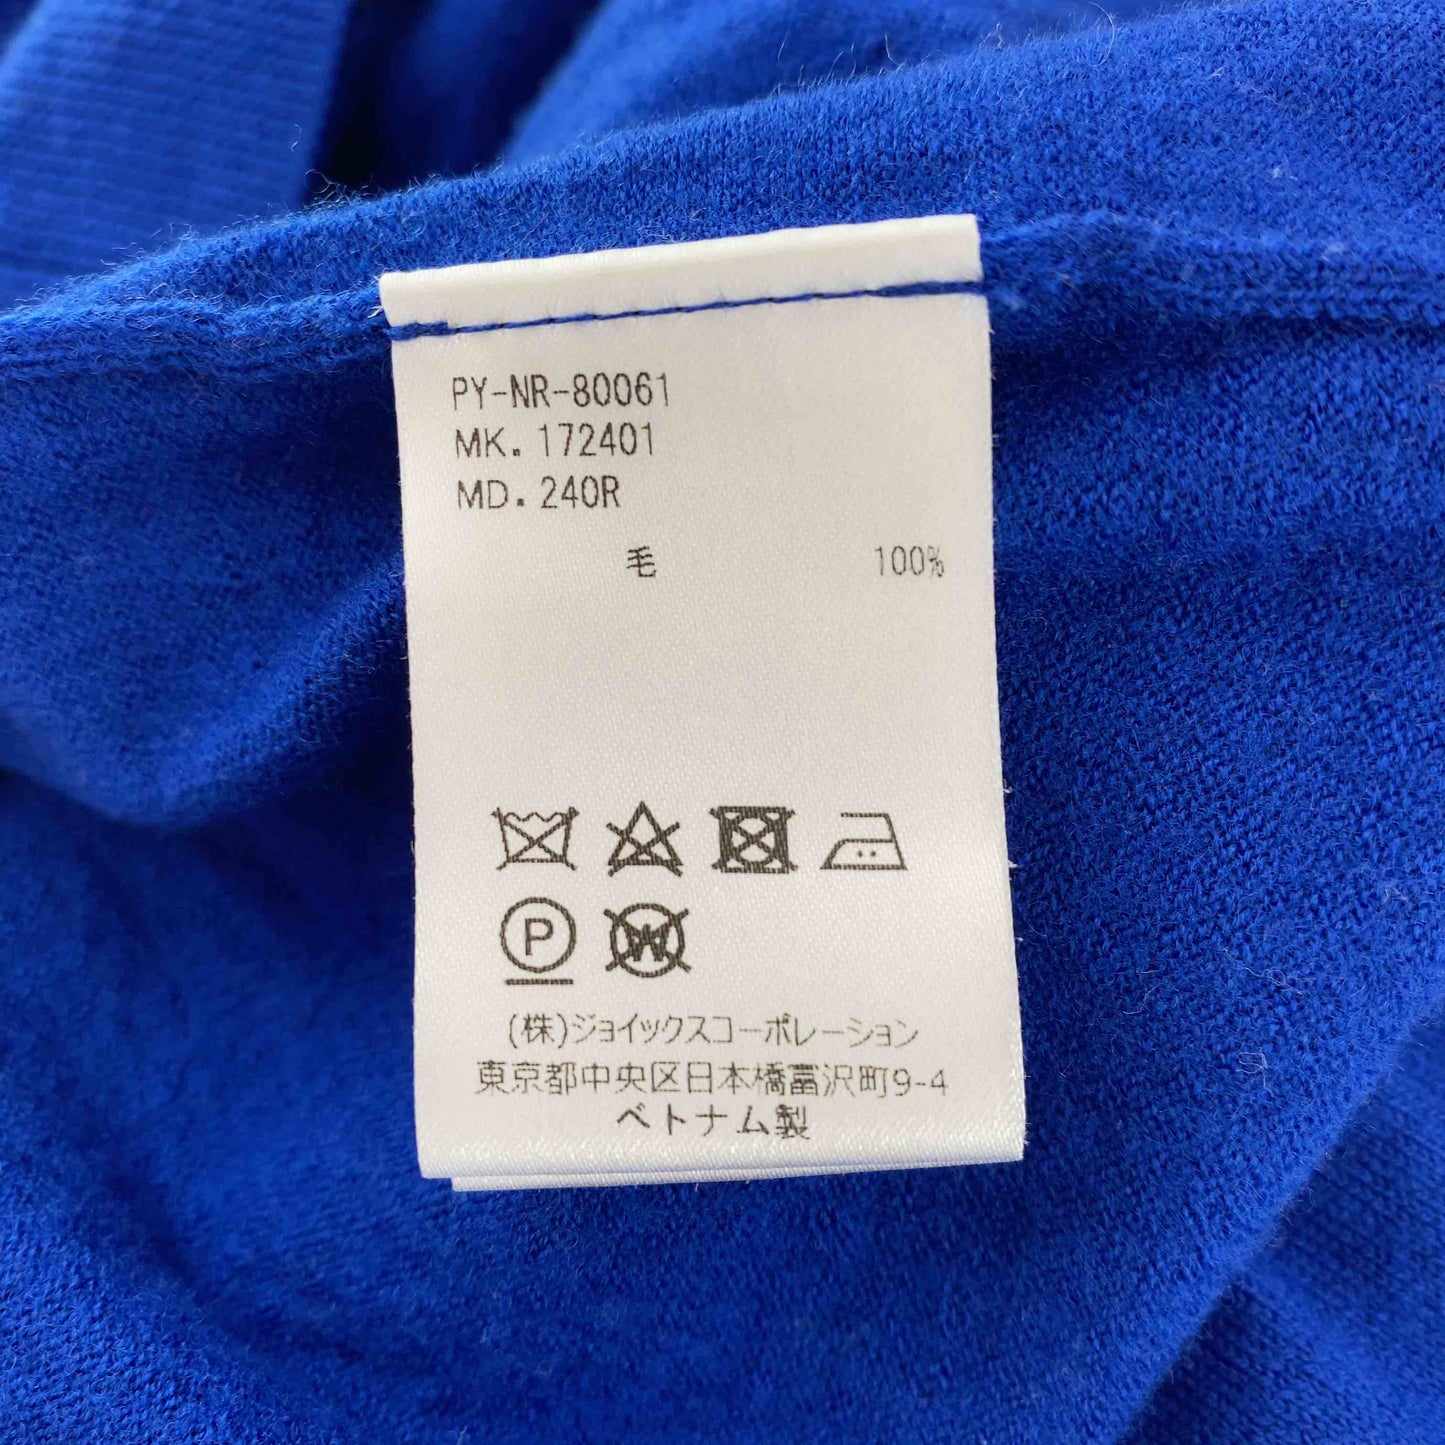 PY-NR-80061
MK. 172401
MD. 240R
毛 100%
P
W
(株)ジョイックスコーポレーション
東京都中央区日本橋富沢町9-4
ベトナム製